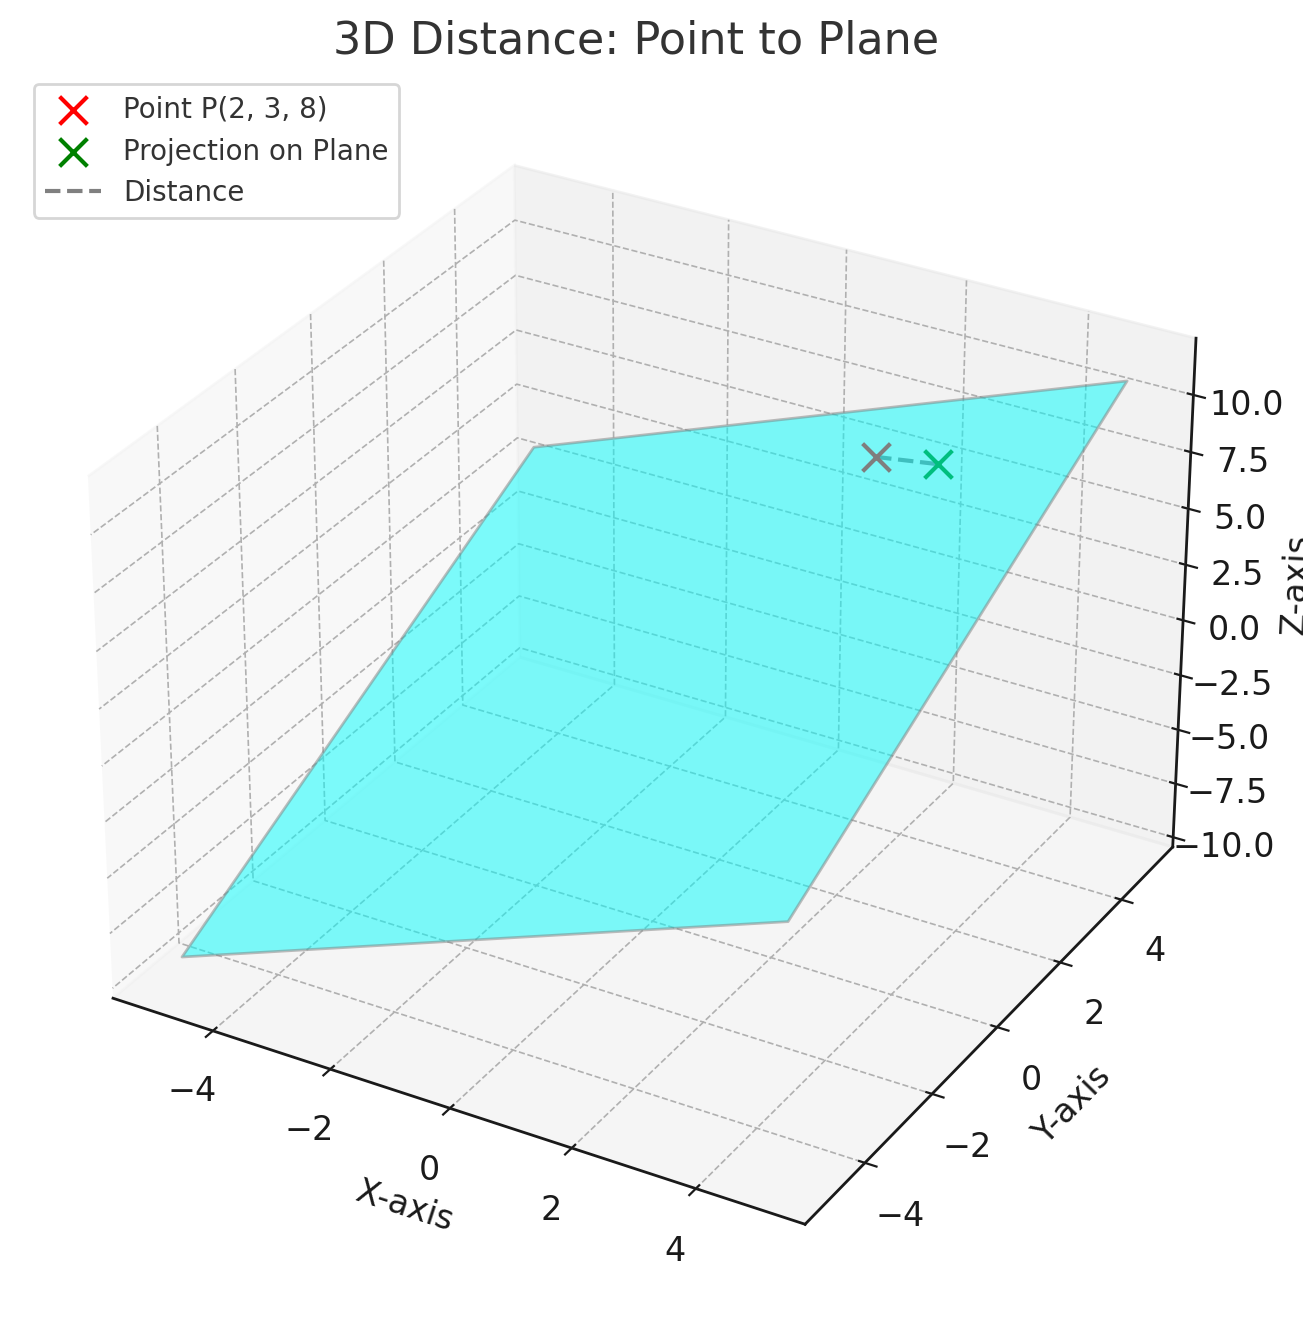 3D Distance: Point to Plane
Point P(2, 3, 8)
Projection on Plane
Distance
10.0
7.5
5.0
2.5
0.0
−2.5
−5.0
−7.5
−10.0
Z-axis
4
2
0
−2
−4
Y-axis
−4
−2
0
2
4
X-axis